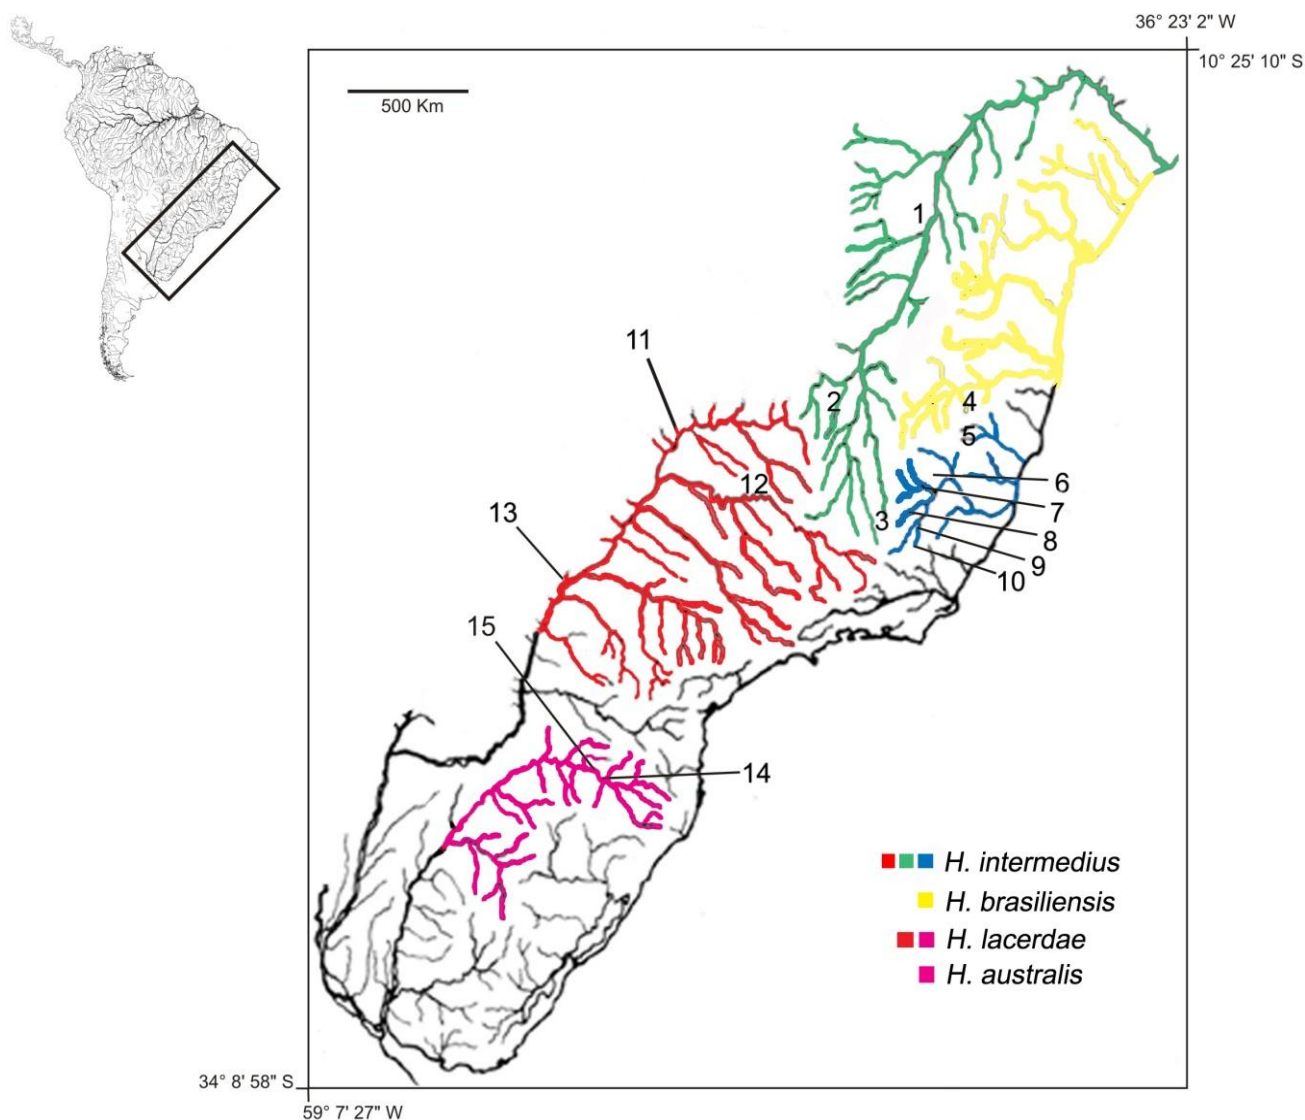 36° 23' 2" W
10° 25' 10" S
500 Km
1
11
2
4
5
12
6
13
3
7
8
9
10
15
14
H. intermedius
H. brasiliensis
H. lacerdae
H. australis
34° 8' 58" S
59° 7' 27" W